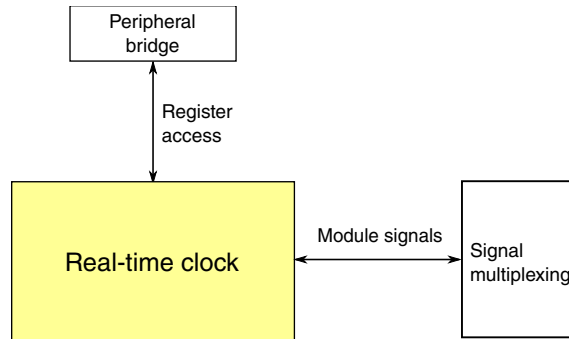 Peripheral
bridge
Register
access
Real-time clock
Module signals
Signal
multiplexing